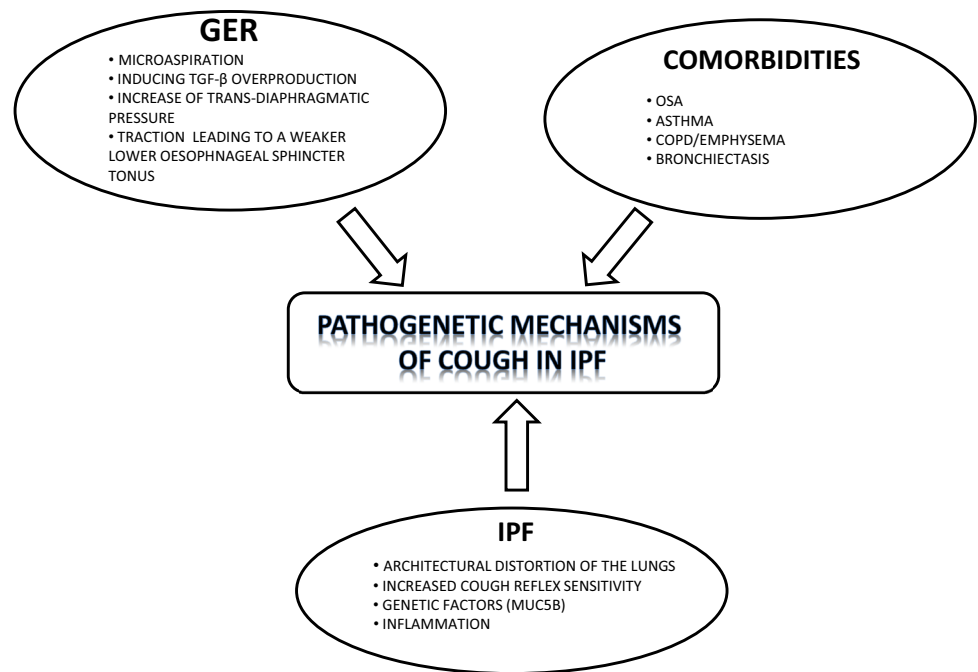 GER
• MICROASPIRATION
• INDUCING TGF-β OVERPRODUCTION
• INCREASE OF TRANS-DIAPHRAGMATIC
PRESSURE
• TRACTION LEADING TO A WEAKER
LOWER OESOPHNAGEAL SPHINCTER
TONUS
COMORBIDITIES
• OSA
• ASTHMA
• COPD/EMPHYSEMA
• BRONCHIECTASIS
PATHOGENETIC MECHANISMS
OF COUGH IN IPF
IPF
• ARCHITECTURAL DISTORTION OF THE LUNGS
• INCREASED COUGH REFLEX SENSITIVITY
• GENETIC FACTORS (MUC5B)
• INFLAMMATION